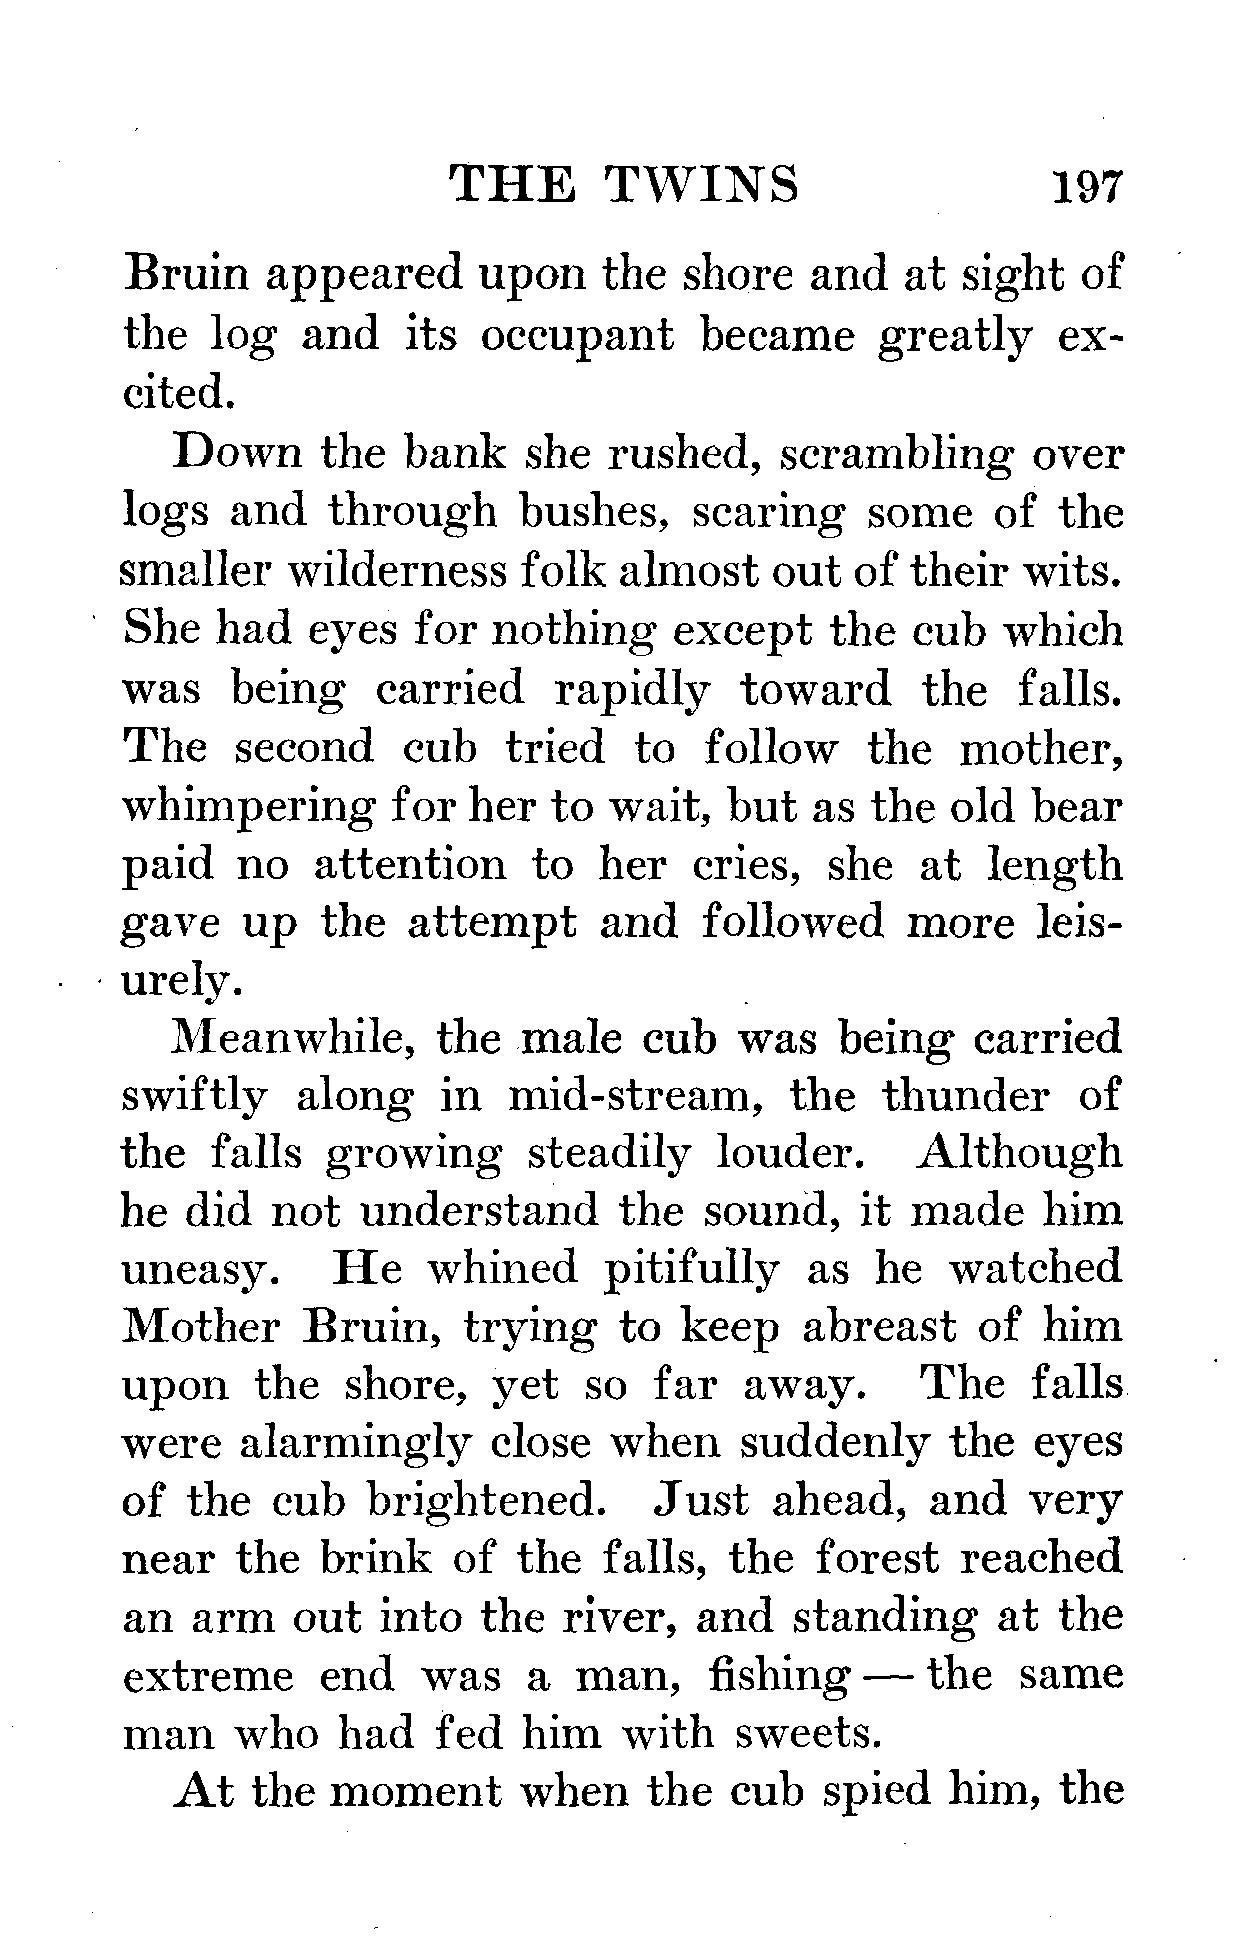 THE TWINS 197
Bruin appeared upon the shore and at sight of
the log and its occupant became greatly ex-
cited.
Down the bank she rushed, scrambling over
logs and through bushes, scaring some of the
smaller wilderness folk almost out of their wits.
She had eyes for nothing except the cub which
was being carried rapidly toward the falls.
The second cub tried to follow the mother,
whimpering for her to wait, but as the old bear
paid no attention to her cries, she at length
gave up the attempt and followed more leis-
urely.
Meanwhile, the male cub was being carried
swiftly along in mid-stream, the thunder of
the falls growing steadily louder. Although
he did not understand the sound, it made him
uneasy. He whined pitifully as he watched
Mother Bruin, trying to keep abreast of him
upon the shore, yet so far away. The falls
were alarmingly close when suddenly the eyes
of the cub brightened. Just ahead, and very
near the brink of the falls, the forest reached
an arm out into the river, and standing at the
extreme end was a man, fishing — the same
man who had fed him with sweets.
At the moment when the cub spied him, the